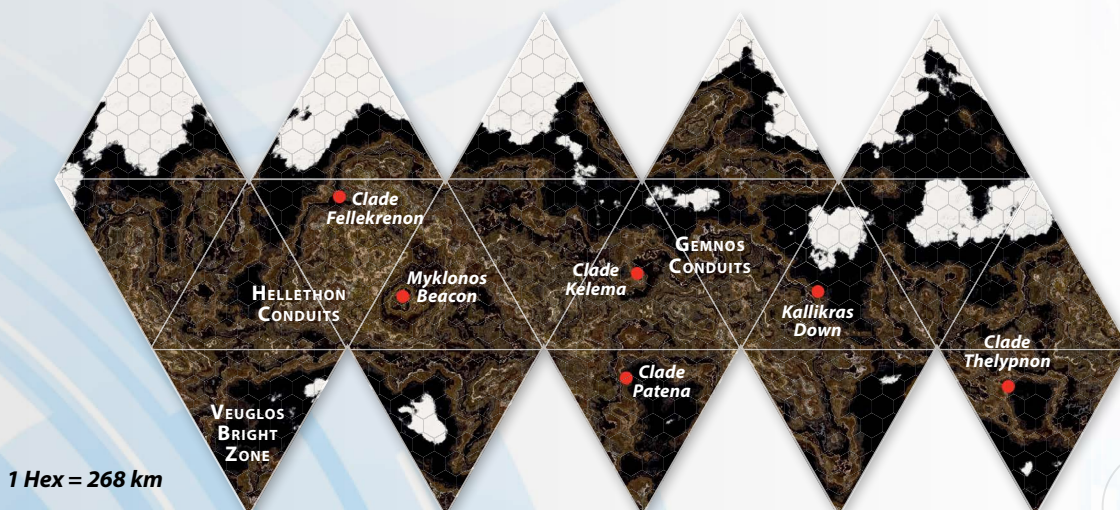 Clade
Fellekrenon
Gemnos
Conduits
Clade
Kelema
Myklonos
Beacon
Hellethon
Conduits
Kallikras
Down
Clade
Thelypnon
Clade
Patena
Veuglos
Bright
Zone
1 Hex = 268 km